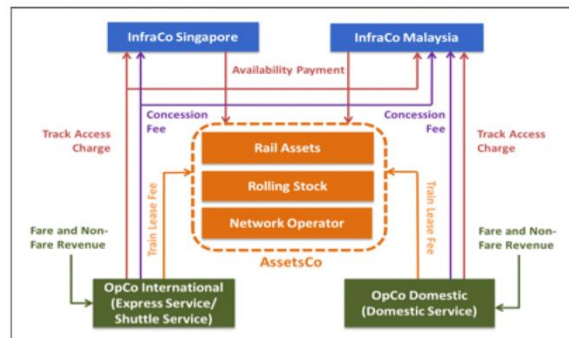 InfraCo Singapore
InfraCo Malaysia
Availability Payment
Concession
Fee
Concession
Fee
Track Access
Charge
Track Access
Charge
Rail Assets
Rolling Stock
Network Operator
Train Lease Fee
Train Lease Fee
AssetsCo
Fare and Non-
Fare Revenue
Fare and Non-
Fare Revenue
OpCo International
(Express Service/
Shuttle Service)
OpCo Domestic
(Domestic Service)